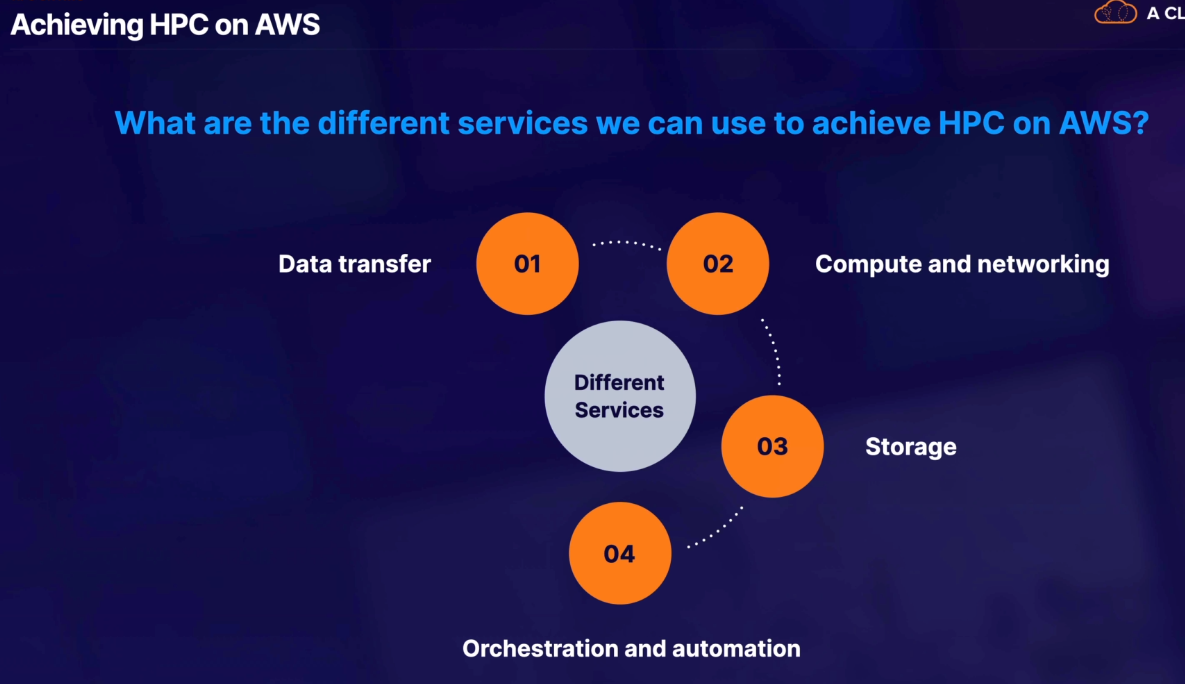 Achieving HPC on AWS
A CL
What are the different services we can use to achieve HPC on AWS?
Data transfer
01
02
Compute and networking
Different
Services
03
Storage
04
Orchestration and automation